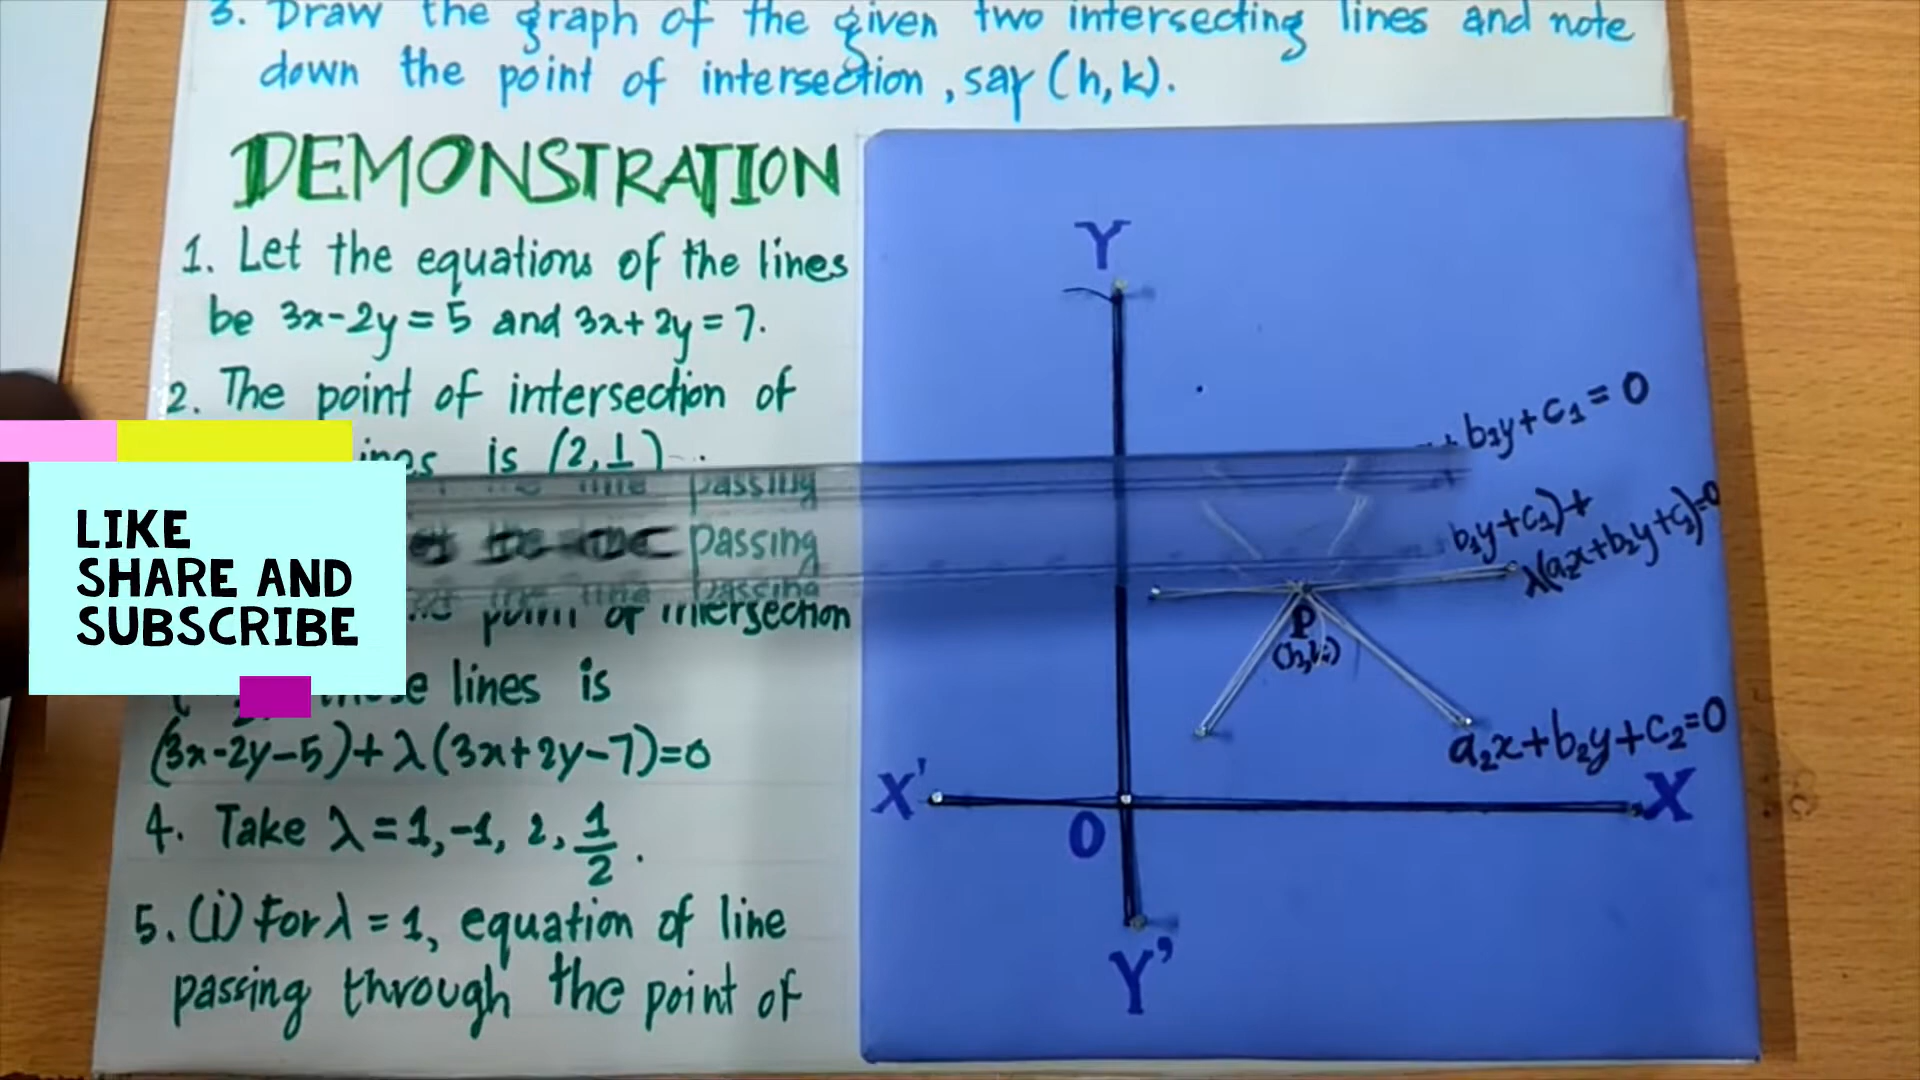 3. Draw the graph of the given two intersecting lines and note
down the point of intersection, say (h, k).
DEMONSTRATION
1. Let the equations of the lines
be 3x-2y = 5 and 3x+2y = 7.
2. The point of intersection of
is (2, 1
passing
passing
passing
point of intersection
lines is
(3x-2y-5)+λ(3x+2y-7)=0
4. Take λ = 1, -1, 2, 1/2.
5. (i) For λ = 1, equation of line
passing through the point of
LIKE
SHARE AND
SUBSCRIBE
Y
b₁y+c₁ = 0
b₁y+c₁)+
λ(a₂x+b₂y+c₂)=0
P
(h,k)
a₂x+b₂y+c₂=0
X'
X
O
Y'